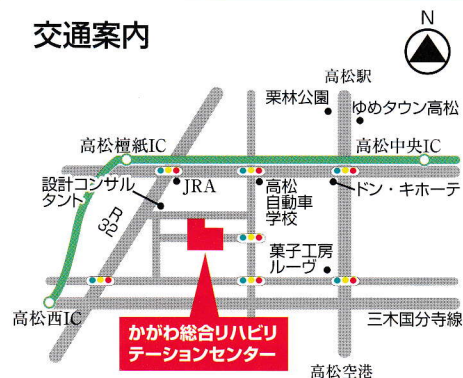 交通案内
N
高松駅
栗林公園
ゆめタウン高松
高松檀紙IC
高松中央IC
設計コンサル
タント
JRA
高松
自動車
学校
ドン・キホーテ
R32
菓子工房
ルーヴ
高松西IC
かがわ総合リハビリ
テーションセンター
三木国分寺線
高松空港